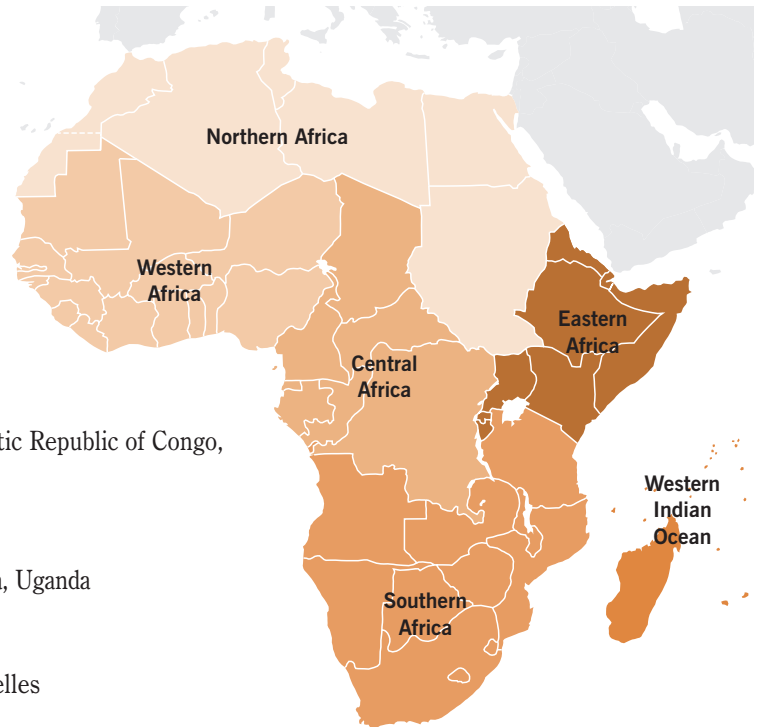 Northern Africa
Western
Africa
Eastern
Africa
Central
Africa
tic Republic of Congo,
Western
Indian
Ocean
, Uganda
Southern
Africa
elles